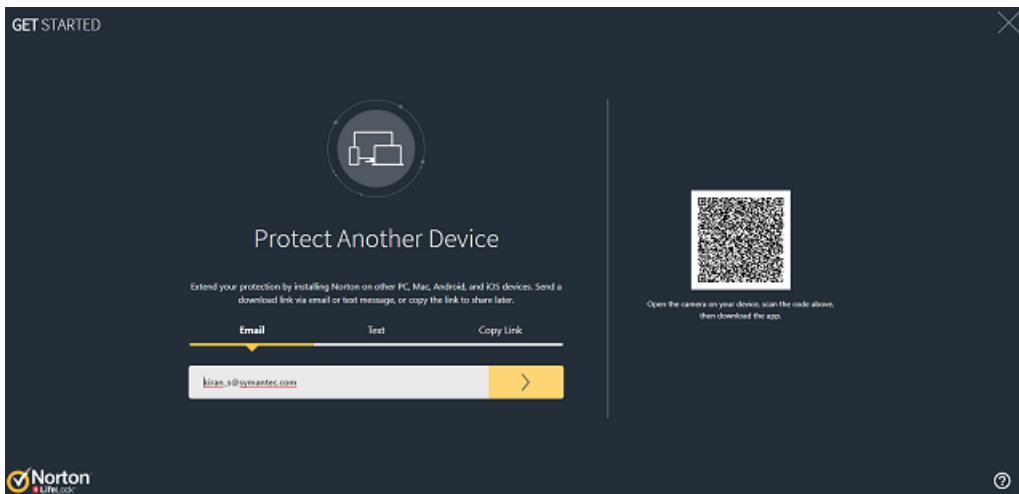 GET STARTED
Protect Another Device
Extend your protection by installing Norton on other PC, Mac, Android, and iOS devices. Send a
download link via email or text message, or copy the link to share later.
Email Text Copy Link
kiran_s@symantec.com
Open the camera on your device, scan the code above,
then download the app.
Norton
LifeLock
?